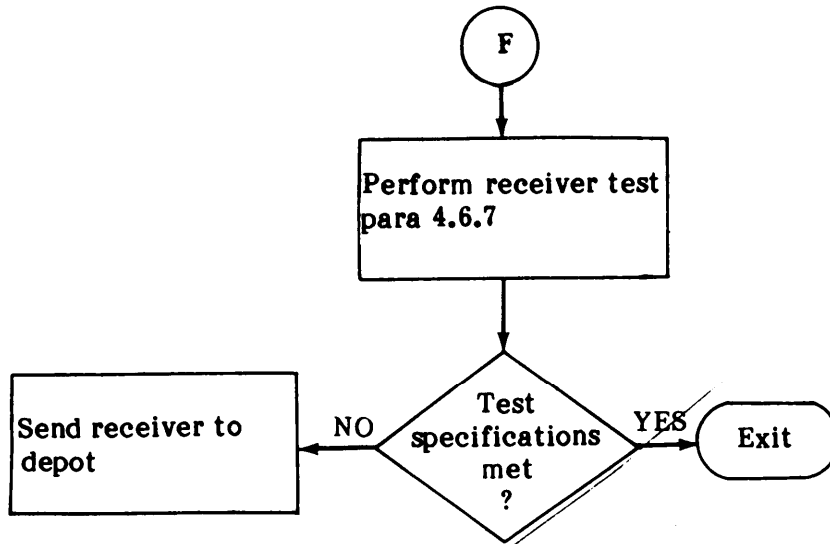 F
Perform receiver test
para 4.6.7
Send receiver to
depot
NO
Test
specifications
met
?
YES
Exit